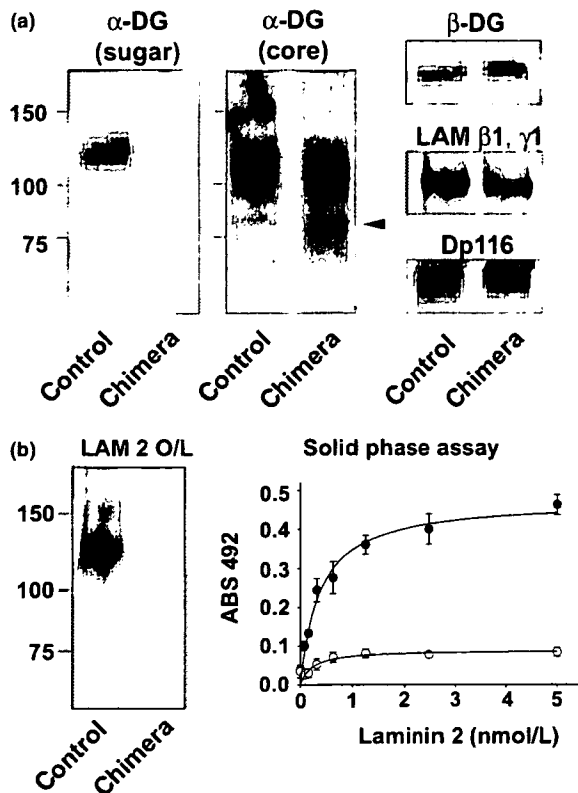 (a)
α-DG
(sugar)
α-DG
(core)
β-DG
150
100
75
LAM β1, γ1
Dp116
Control
Chimera
Control
Chimera
Control
Chimera
(b)
LAM 2 O/L
150
100
75
Control
Chimera
Solid phase assay
ABS 492
0.5
0.4
0.3
0.2
0.1
0.0
0 1 2 3 4 5
Laminin 2 (nmol/L)